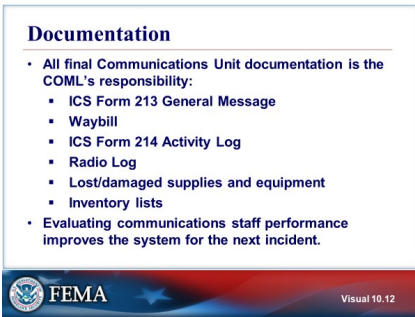 Documentation
• All final Communications Unit documentation is the
COML's responsibility:
▪ ICS Form 213 General Message
▪ Waybill
▪ ICS Form 214 Activity Log
▪ Radio Log
▪ Lost/damaged supplies and equipment
▪ Inventory lists
• Evaluating communications staff performance
improves the system for the next incident.
FEMA
Visual 10.12